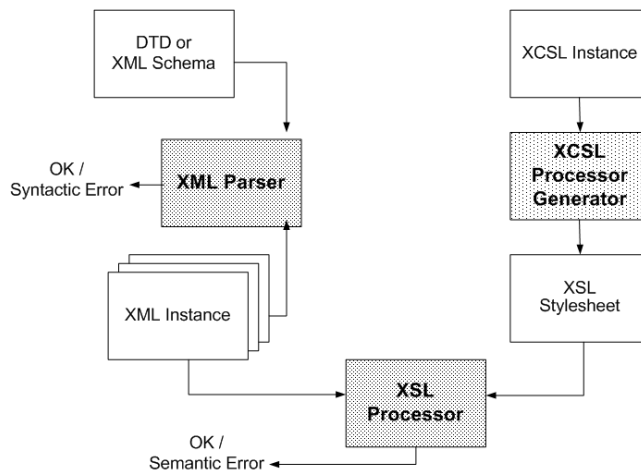 DTD or
XML Schema
XCSL Instance
XML Parser
XCSL
Processor
Generator
OK /
Syntactic Error
XML Instance
XSL
Stylesheet
XSL
Processor
OK /
Semantic Error